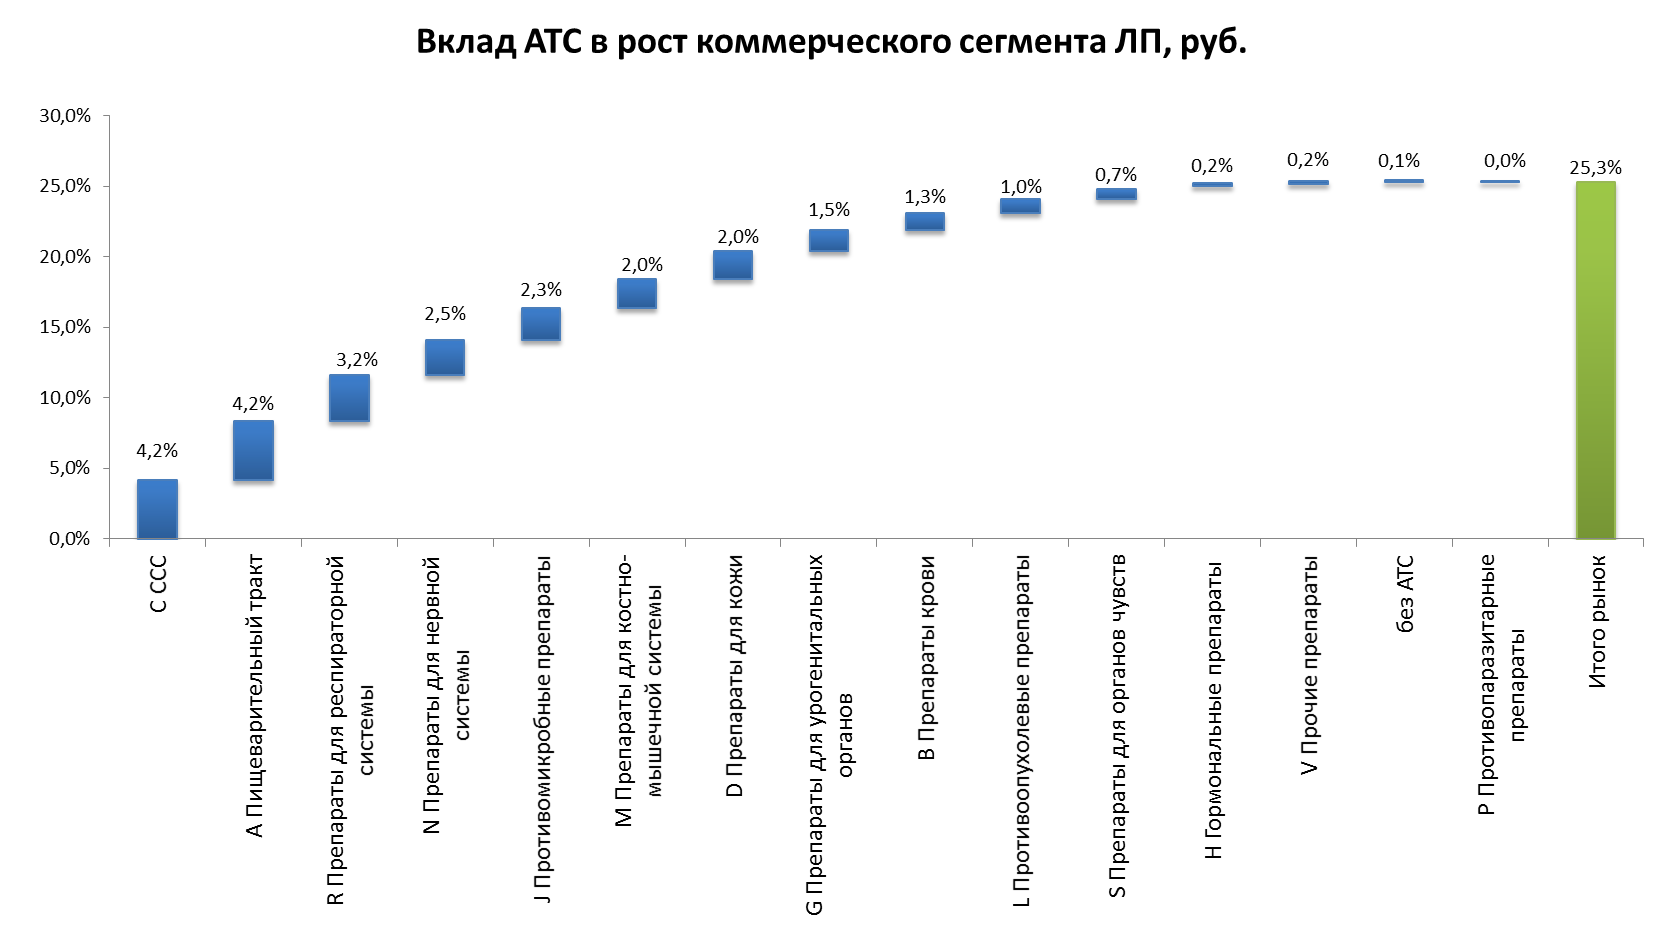 Вклад АТС в рост коммерческого сегмента ЛП, руб.
30,0%
25,0%
20,0%
15,0%
10,0%
5,0%
0,0%
4,2%
4,2%
3,2%
2,5%
2,3%
2,0%
2,0%
1,5%
1,3%
1,0%
0,7%
0,2%
0,2%
0,1%
0,0%
25,3%
C ССС
A Пищеварительный тракт
R Препараты для респираторной
системы
N Препараты для нервной
системы
J Противомикробные препараты
M Препараты для костно-
мышечной системы
D Препараты для кожи
G Препараты для урогенитальных
органов
B Препараты крови
L Противоопухолевые препараты
S Препараты для органов чувств
H Гормональные препараты
V Прочие препараты
без АТС
P Противопаразитарные
препараты
Итого рынок